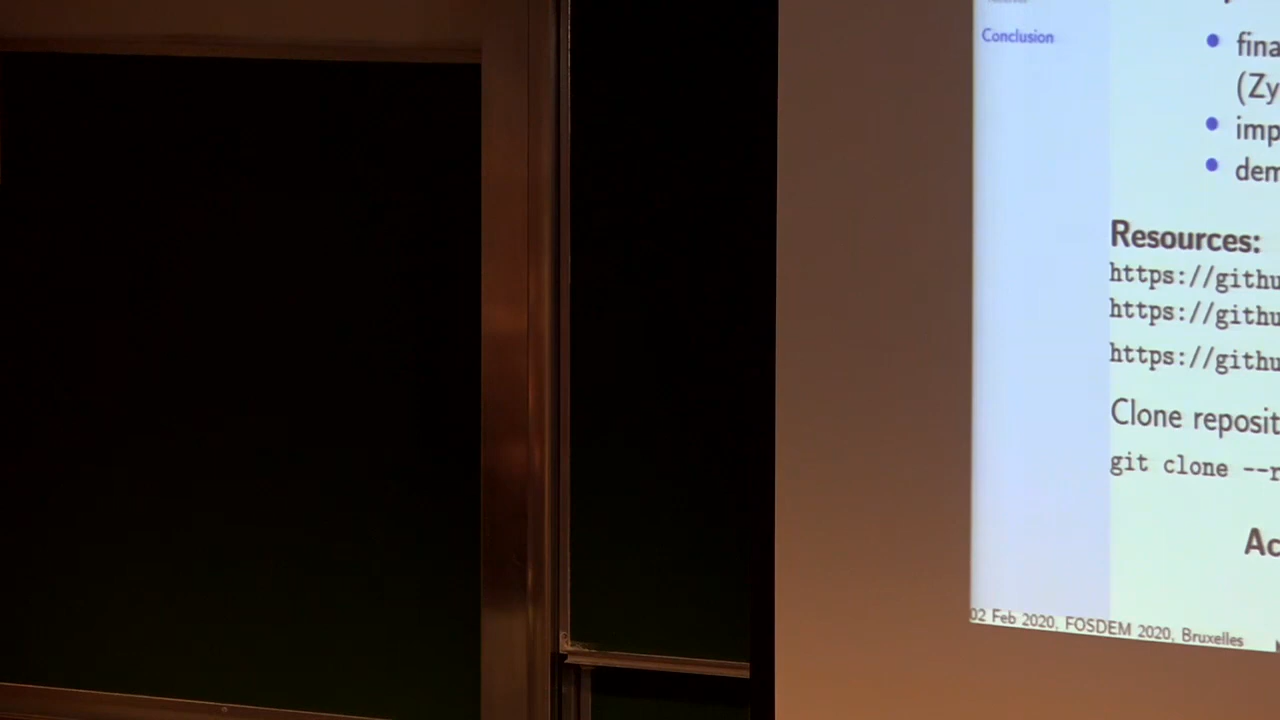 Conclusion
fina
(Zy
imp
dem
Resources:
https://githu
https://githu
https://githu
Clone reposit
git clone --r
Ac
02 Feb 2020, FOSDEM 2020, Bruxelles